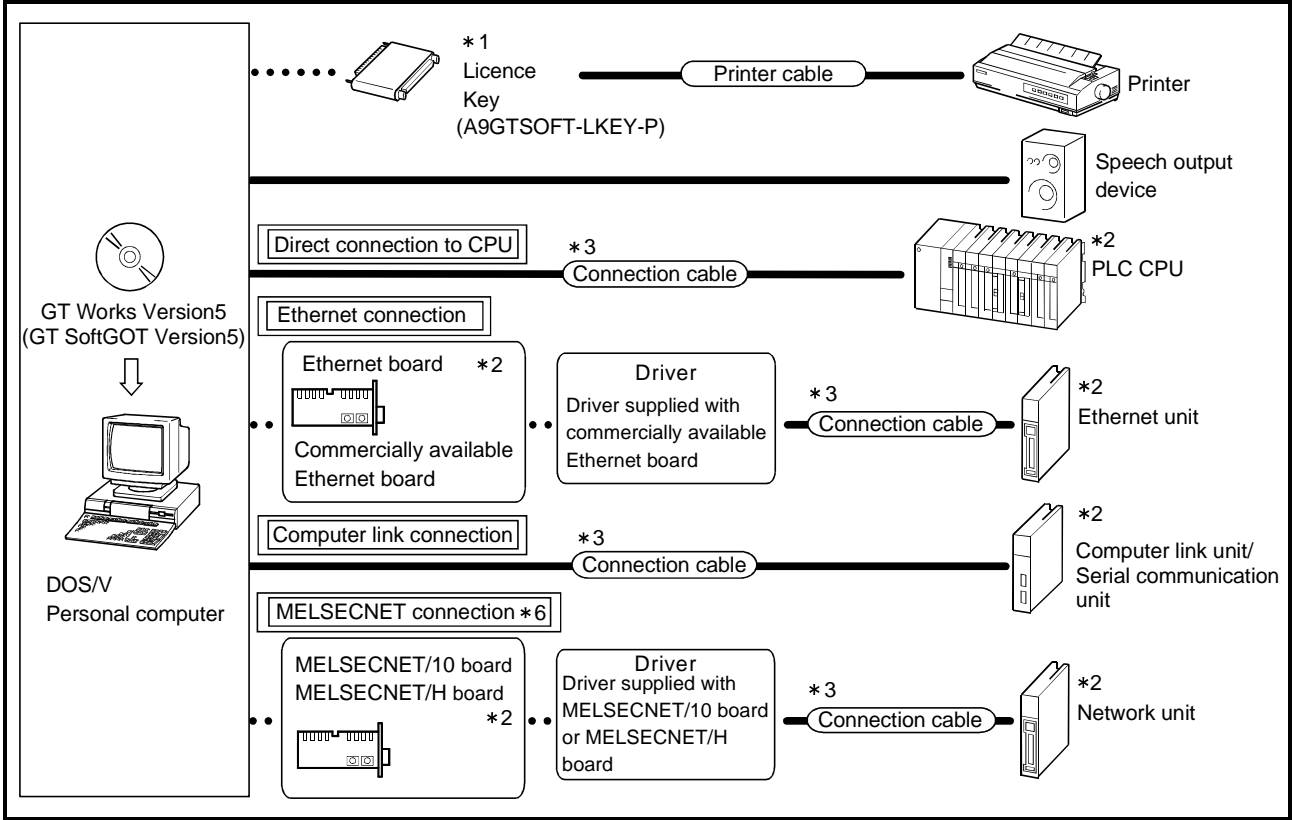 *1
Licence
Key
(A9GTSOFT-LKEY-P)
Printer cable
Printer
Speech output
device
Direct connection to CPU
*3
Connection cable
*2
PLC CPU
GT Works Version5
(GT SoftGOT Version5)
DOS/V
Personal computer
Ethernet connection
Ethernet board *2
Commercially available
Ethernet board
Driver
Driver supplied with
commercially available
Ethernet board
*3
Connection cable
*2
Ethernet unit
Computer link connection
*3
Connection cable
*2
Computer link unit/
Serial communication
unit
MELSECNET connection *6
MELSECNET/10 board
MELSECNET/H board
*2
Driver
Driver supplied with
MELSECNET/10 board
or MELSECNET/H
board
*3
Connection cable
*2
Network unit